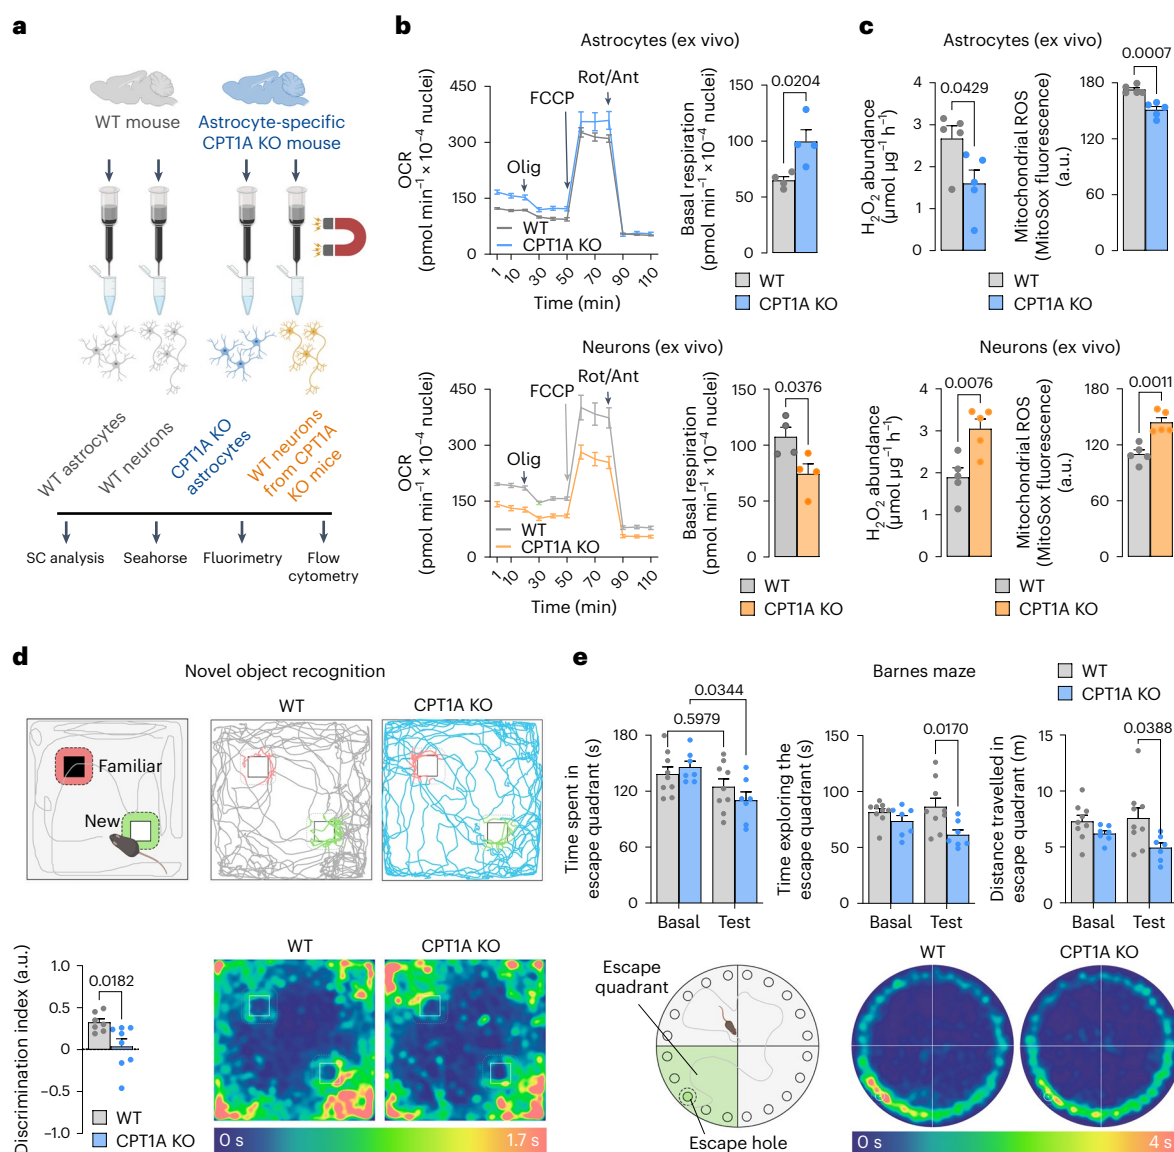 a
WT mouse
Astrocyte-specific
CPT1A KO mouse
WT astrocytes
WT neurons
CPT1A KO
astrocytes
WT neurons
from CPT1A
KO mice
SC analysis
Seahorse
Fluorimetry
Flow
cytometry
b
Astrocytes (ex vivo)
OCR
(pmol min⁻¹ × 10⁻⁴ nuclei)
450
300
150
0
Olig
FCCP
Rot/Ant
WT
CPT1A KO
1 10 30 50 70 90 110
Time (min)
Basal respiration
(pmol min⁻¹ × 10⁻⁴ nuclei)
150
100
50
0
0.0204
WT
CPT1A KO
Neurons (ex vivo)
OCR
(pmol min⁻¹ × 10⁻⁴ nuclei)
450
300
150
0
Olig
FCCP
Rot/Ant
WT
CPT1A KO
1 10 30 50 70 90 110
Time (min)
Basal respiration
(pmol min⁻¹ × 10⁻⁴ nuclei)
150
100
50
0
0.0376
WT
CPT1A KO
c
Astrocytes (ex vivo)
H₂O₂ abundance
(µmol µg⁻¹ h⁻¹)
4
3
2
1
0
0.0429
Mitochondrial ROS
(MitoSox fluorescence)
(a.u.)
180
120
60
0
0.0007
WT
CPT1A KO
Neurons (ex vivo)
H₂O₂ abundance
(µmol µg⁻¹ h⁻¹)
4
3
2
1
0
0.0076
Mitochondrial ROS
(MitoSox fluorescence)
(a.u.)
180
120
60
0
0.0011
WT
CPT1A KO
d
Novel object recognition
Familiar
New
WT
CPT1A KO
Discrimination index (a.u.)
1.0
0.5
0
−0.5
−1.0
0.0182
WT
CPT1A KO
WT
CPT1A KO
0 s
1.7 s
e
Barnes maze
WT
CPT1A KO
Time spent in
escape quadrant (s)
180
120
60
0
0.0344
0.5979
Basal Test
Time exploring the
escape quadrant (s)
150
100
50
0
0.0170
Basal Test
Distance travelled in
escape quadrant (m)
15
10
5
0
0.0388
Basal Test
Escape
quadrant
Escape hole
WT
CPT1A KO
0 s
4 s